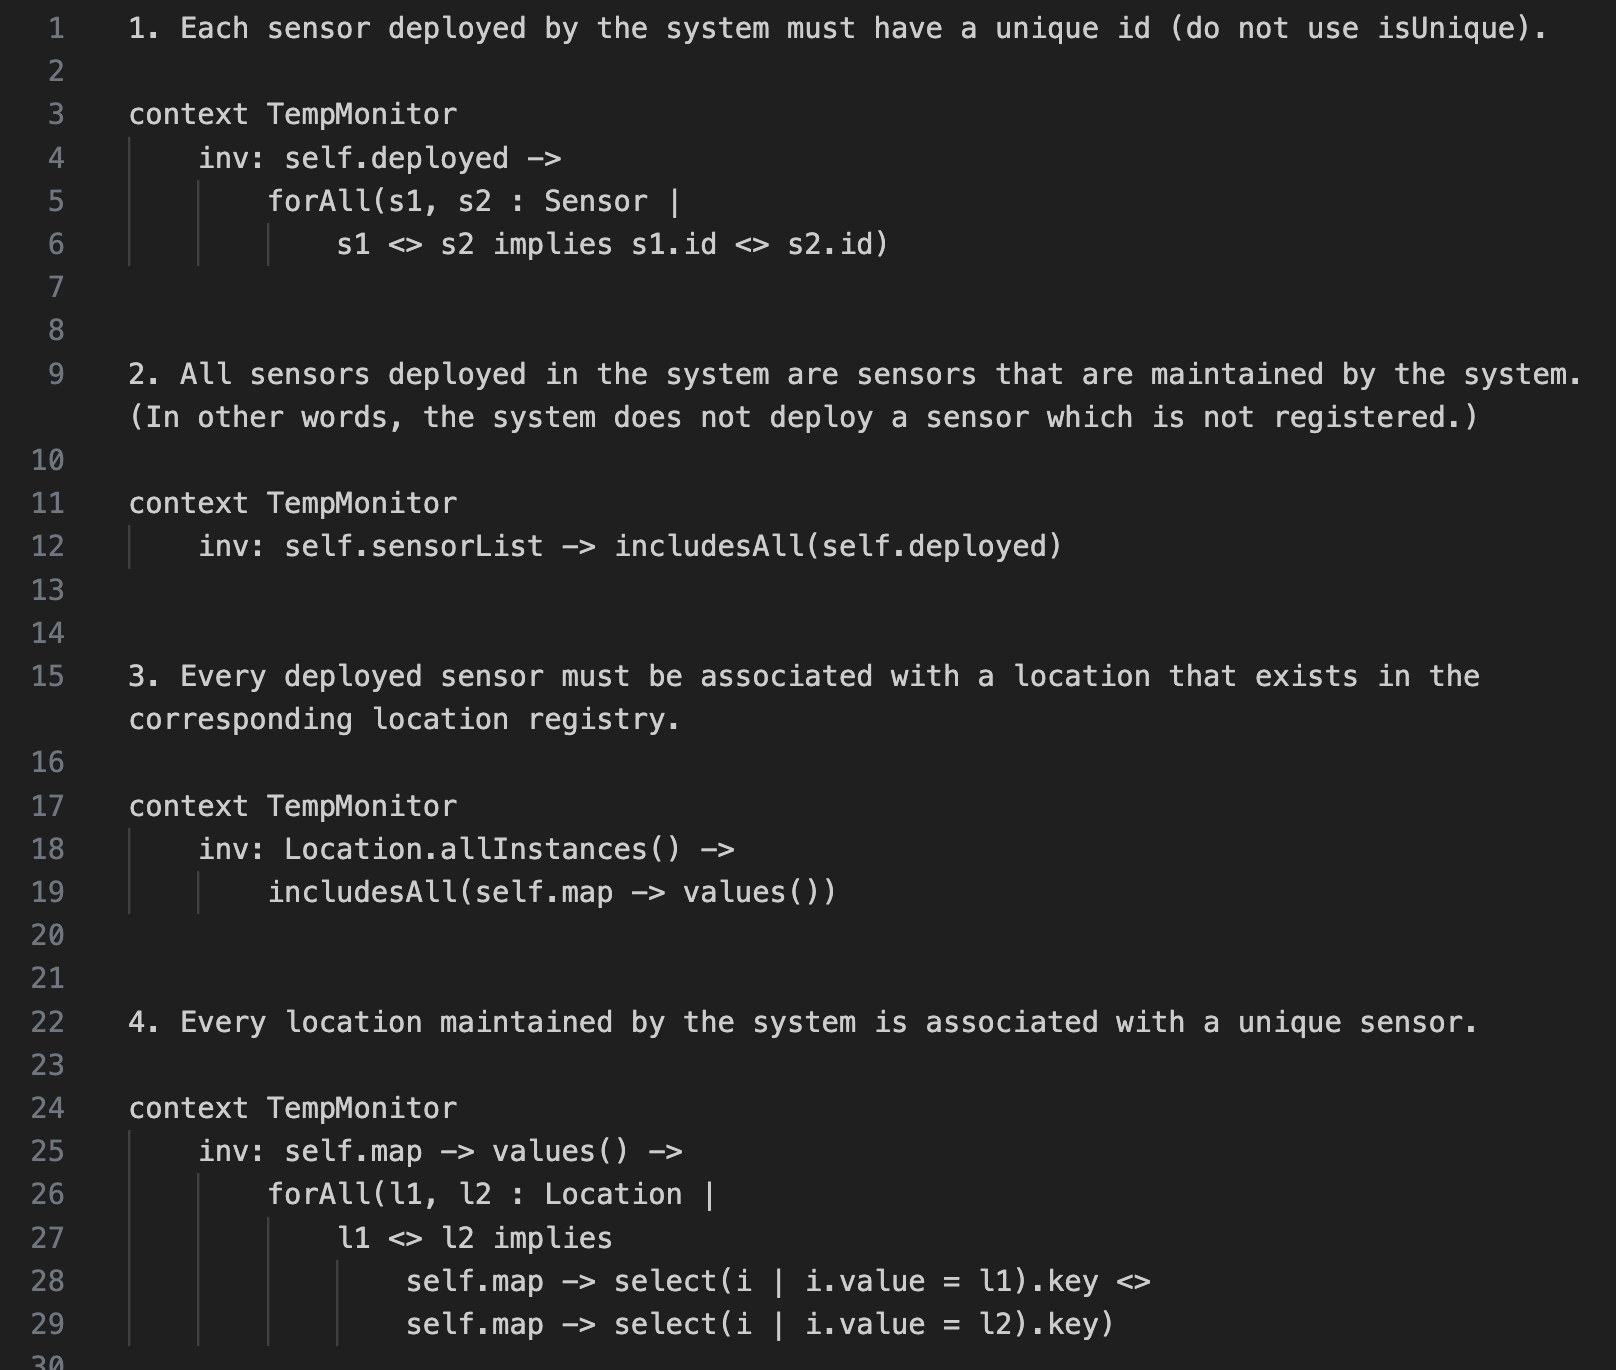 1 1. Each sensor deployed by the system must have a unique id (do not use isUnique).
2
3 context TempMonitor
4 inv: self.deployed ->
5 forAll(s1, s2 : Sensor |
6 s1 <> s2 implies s1.id <> s2.id)
7
8
9 2. All sensors deployed in the system are sensors that are maintained by the system.
(In other words, the system does not deploy a sensor which is not registered.)
10
11 context TempMonitor
12 inv: self.sensorList -> includesAll(self.deployed)
13
14
15 3. Every deployed sensor must be associated with a location that exists in the
corresponding location registry.
16
17 context TempMonitor
18 inv: Location.allInstances() ->
19 includesAll(self.map -> values())
20
21
22 4. Every location maintained by the system is associated with a unique sensor.
23
24 context TempMonitor
25 inv: self.map -> values() ->
26 forAll(l1, l2 : Location |
27 l1 <> l2 implies
28 self.map -> select(i | i.value = l1).key <>
29 self.map -> select(i | i.value = l2).key)
30